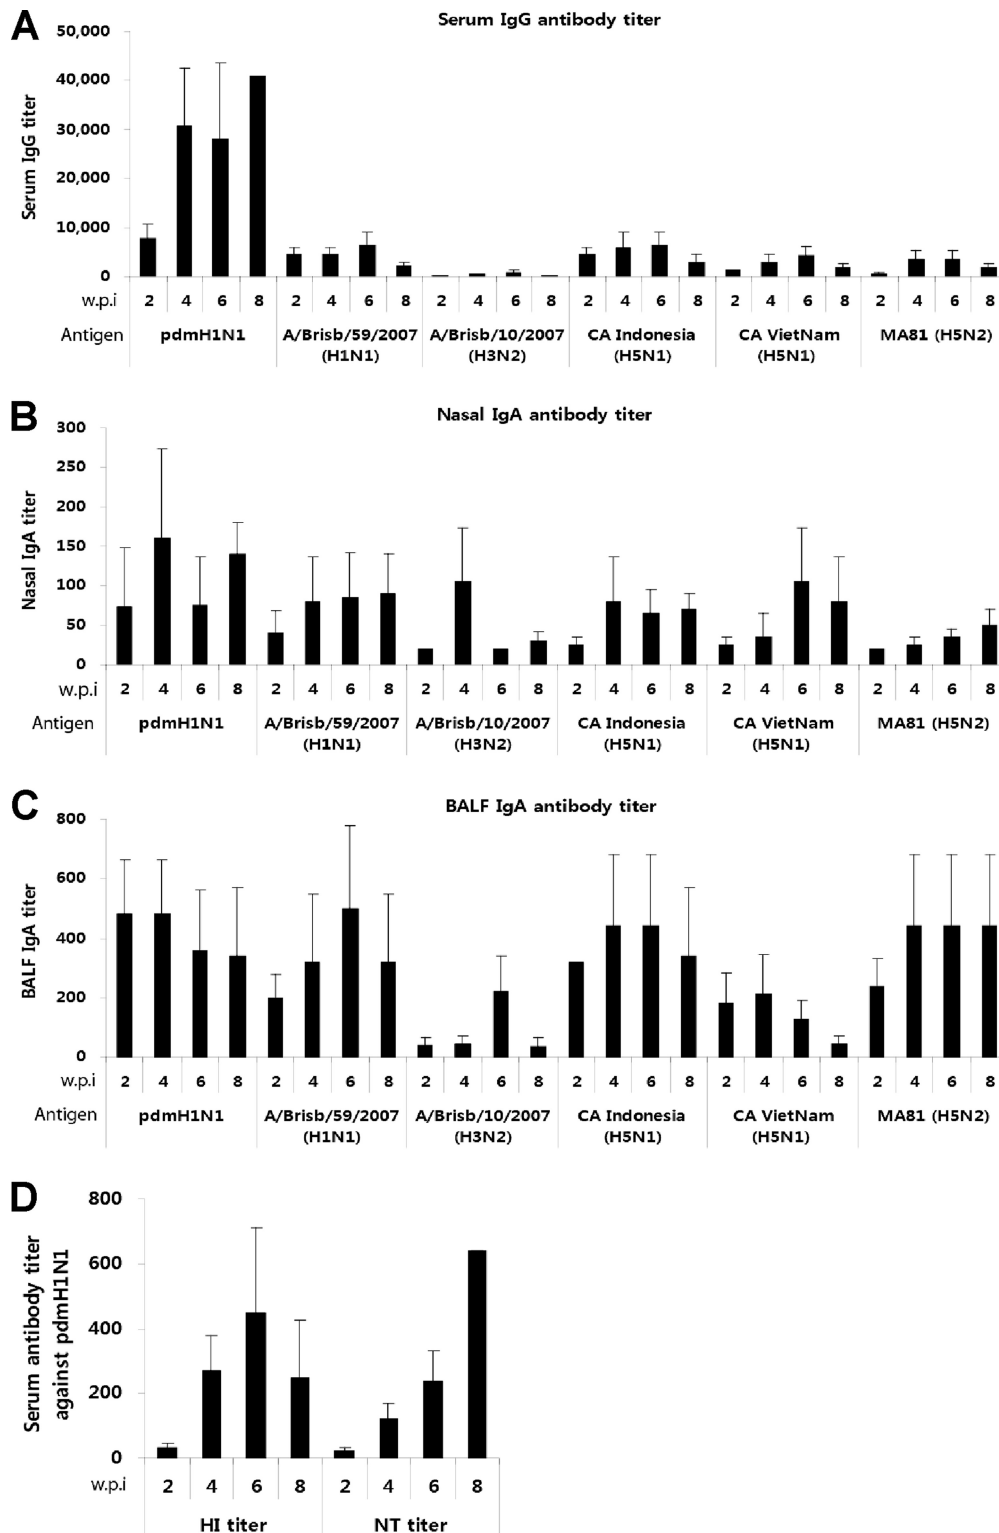 A
Serum IgG antibody titer
50,000
40,000
30,000
20,000
10,000
0
Serum IgG titer
w.p.i 2 4 6 8 2 4 6 8 2 4 6 8 2 4 6 8 2 4 6 8 2 4 6 8
Antigen pdmH1N1 A/Brisb/59/2007 A/Brisb/10/2007 CA Indonesia CA VietNam MA81 (H5N2)
(H1N1) (H3N2) (H5N1) (H5N1)
B
Nasal IgA antibody titer
300
250
200
150
100
50
0
Nasal IgA titer
w.p.i 2 4 6 8 2 4 6 8 2 4 6 8 2 4 6 8 2 4 6 8 2 4 6 8
Antigen pdmH1N1 A/Brisb/59/2007 A/Brisb/10/2007 CA Indonesia CA VietNam MA81 (H5N2)
(H1N1) (H3N2) (H5N1) (H5N1)
C
BALF IgA antibody titer
800
600
400
200
0
BALF IgA titer
w.p.i 2 4 6 8 2 4 6 8 2 4 6 8 2 4 6 8 2 4 6 8 2 4 6 8
Antigen pdmH1N1 A/Brisb/59/2007 A/Brisb/10/2007 CA Indonesia CA VietNam MA81 (H5N2)
(H1N1) (H3N2) (H5N1) (H5N1)
D
800
600
400
200
0
Serum antibody titer
against pdmH1N1
w.p.i 2 4 6 8 2 4 6 8
HI titer NT titer